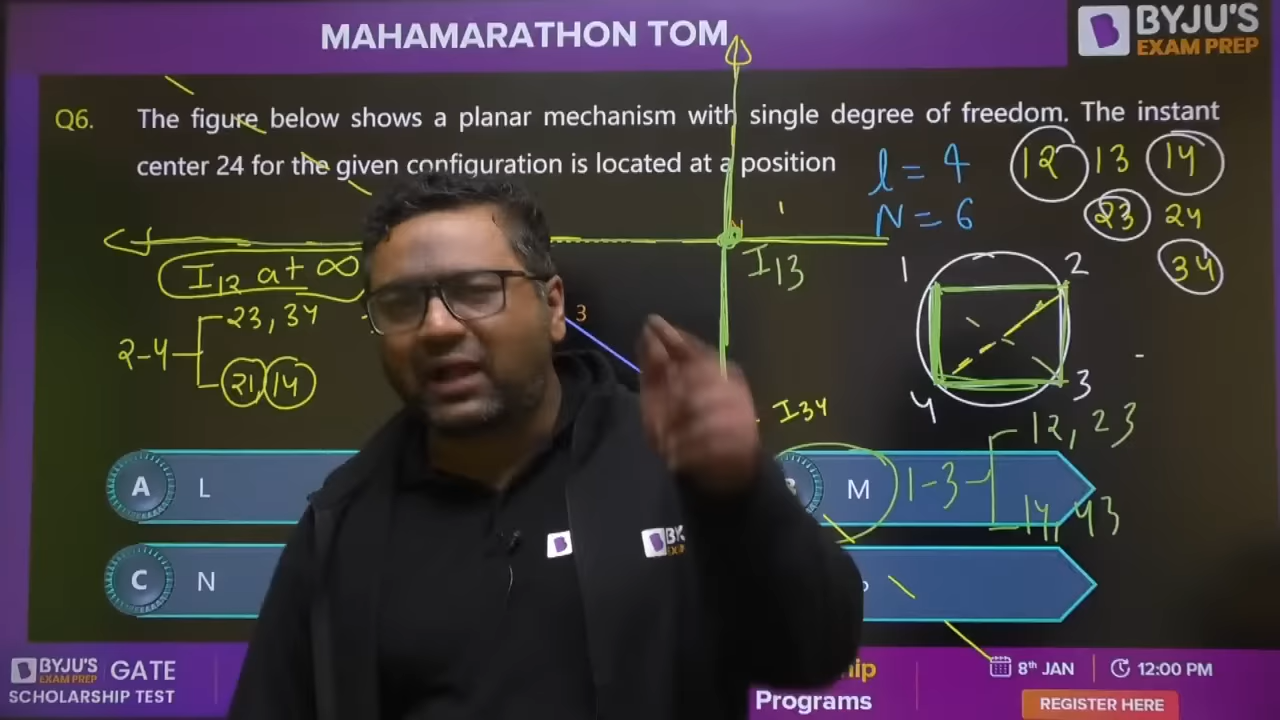 MAHAMARATHON TOM
BYJU'S
EXAM PREP
Q6. The figure below shows a planar mechanism with single degree of freedom. The instant
center 24 for the given configuration is located at a position
l = 4
N = 6
12 13 14
23 24
34
I12 at ∞
I13
1
2-4
23, 34
21, 14
3
I34
1 2
4 3
1-3
12, 23
14, 43
A L
B M
C N
BYJU'S
EXAM PREP
GATE
SCHOLARSHIP TEST
Programs
8th JAN
12:00 PM
REGISTER HERE